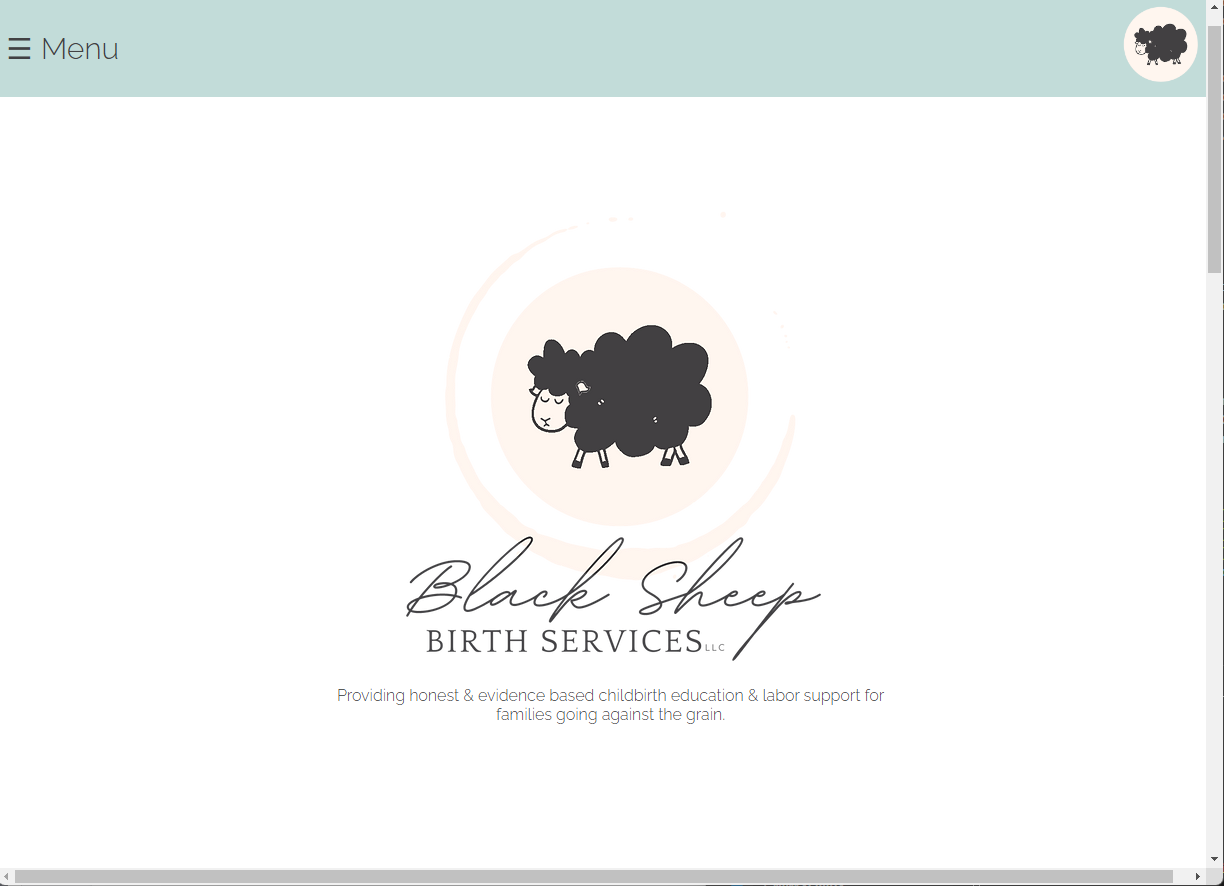 ☰ Menu
Black Sheep
BIRTH SERVICES LLC
Providing honest & evidence based childbirth education & labor support for
families going against the grain.